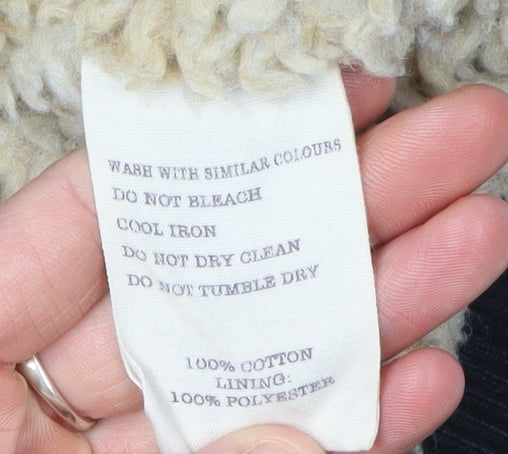 WASH WITH SIMILAR COLOURS
DO NOT BLEACH
COOL IRON
DO NOT DRY CLEAN
DO NOT TUMBLE DRY
100% COTTON
LINING:
100% POLYESTER